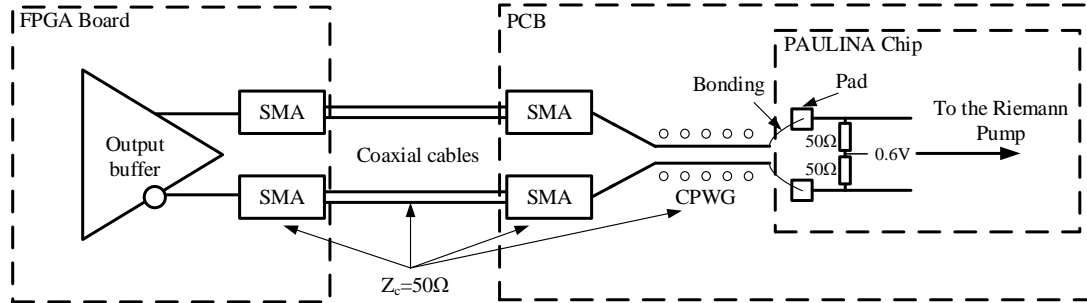 FPGA Board
PCB
PAULINA Chip
Bonding
Pad
SMA
SMA
To the Riemann
Pump
Output
buffer
Coaxial cables
50Ω
0.6V
50Ω
SMA
SMA
CPWG
Z_c=50Ω